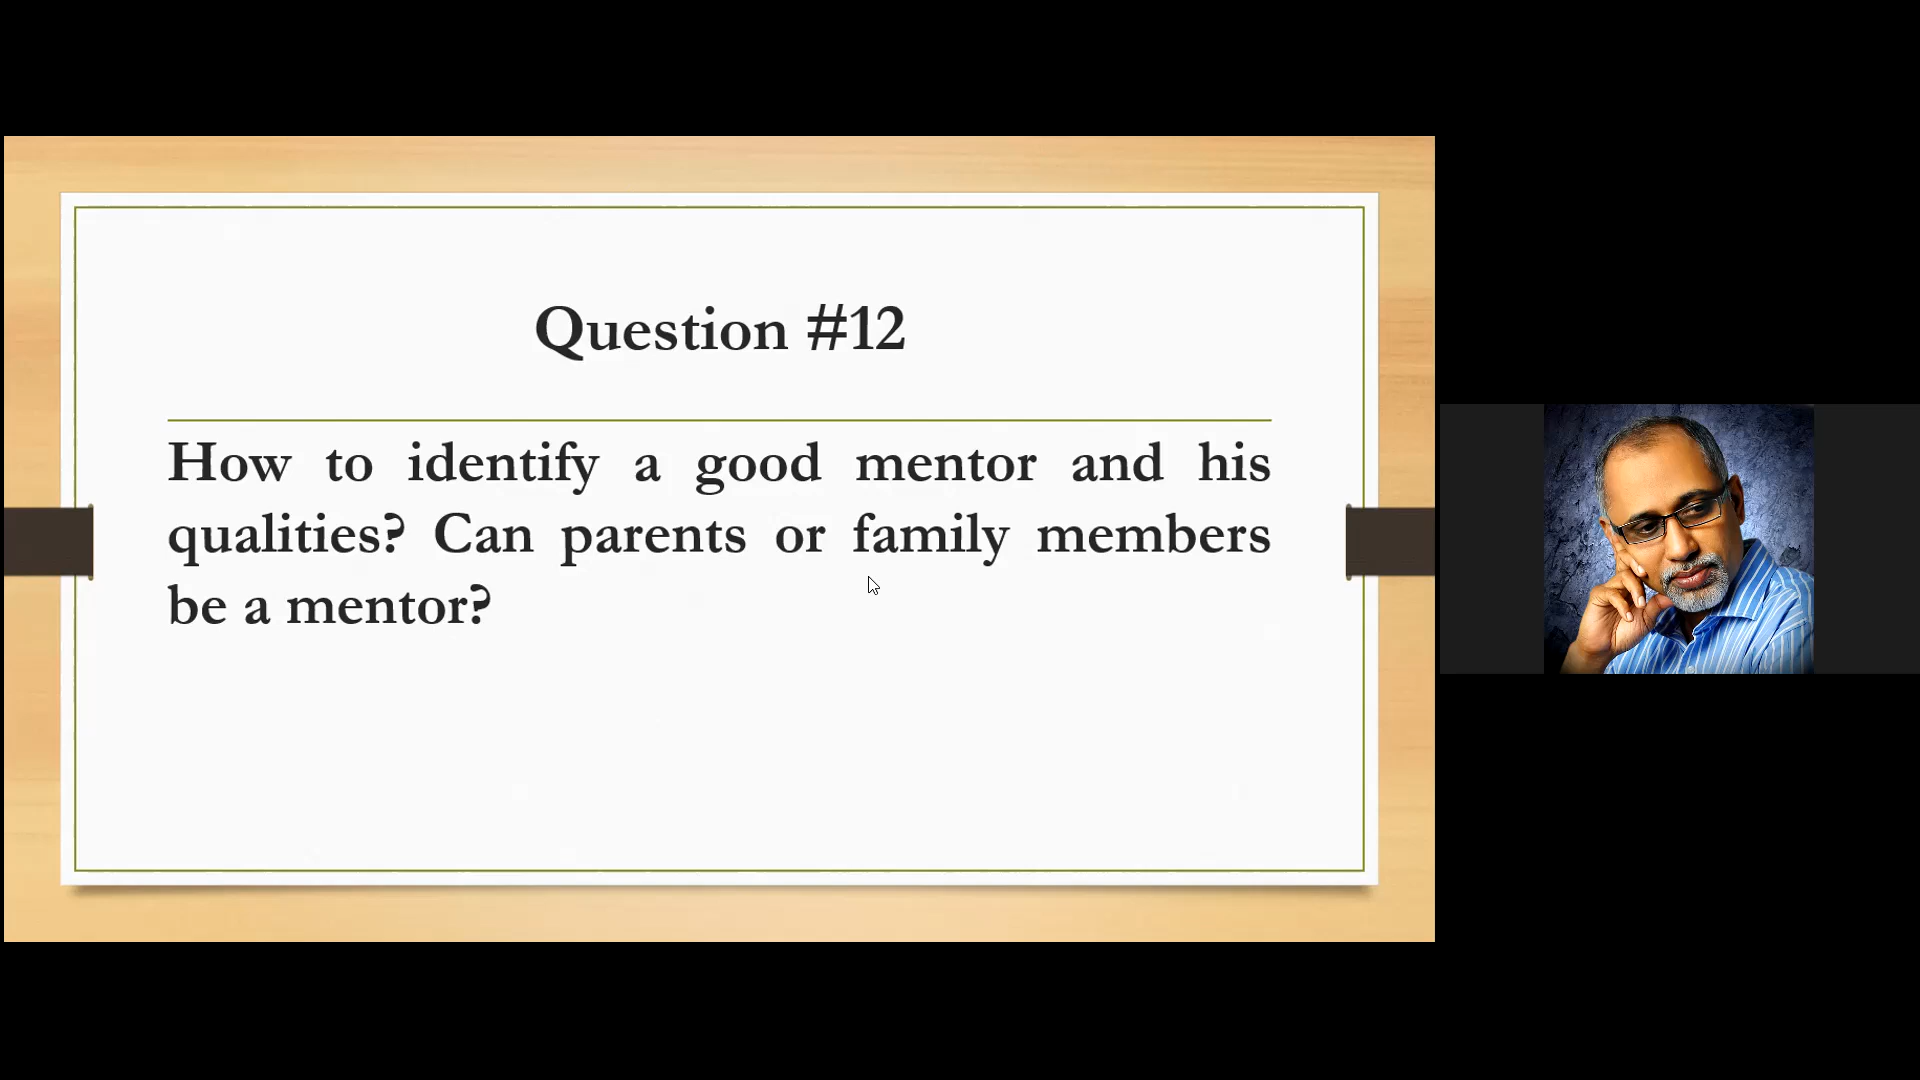 Question #12
How to identify a good mentor and his
qualities? Can parents or family members
be a mentor?